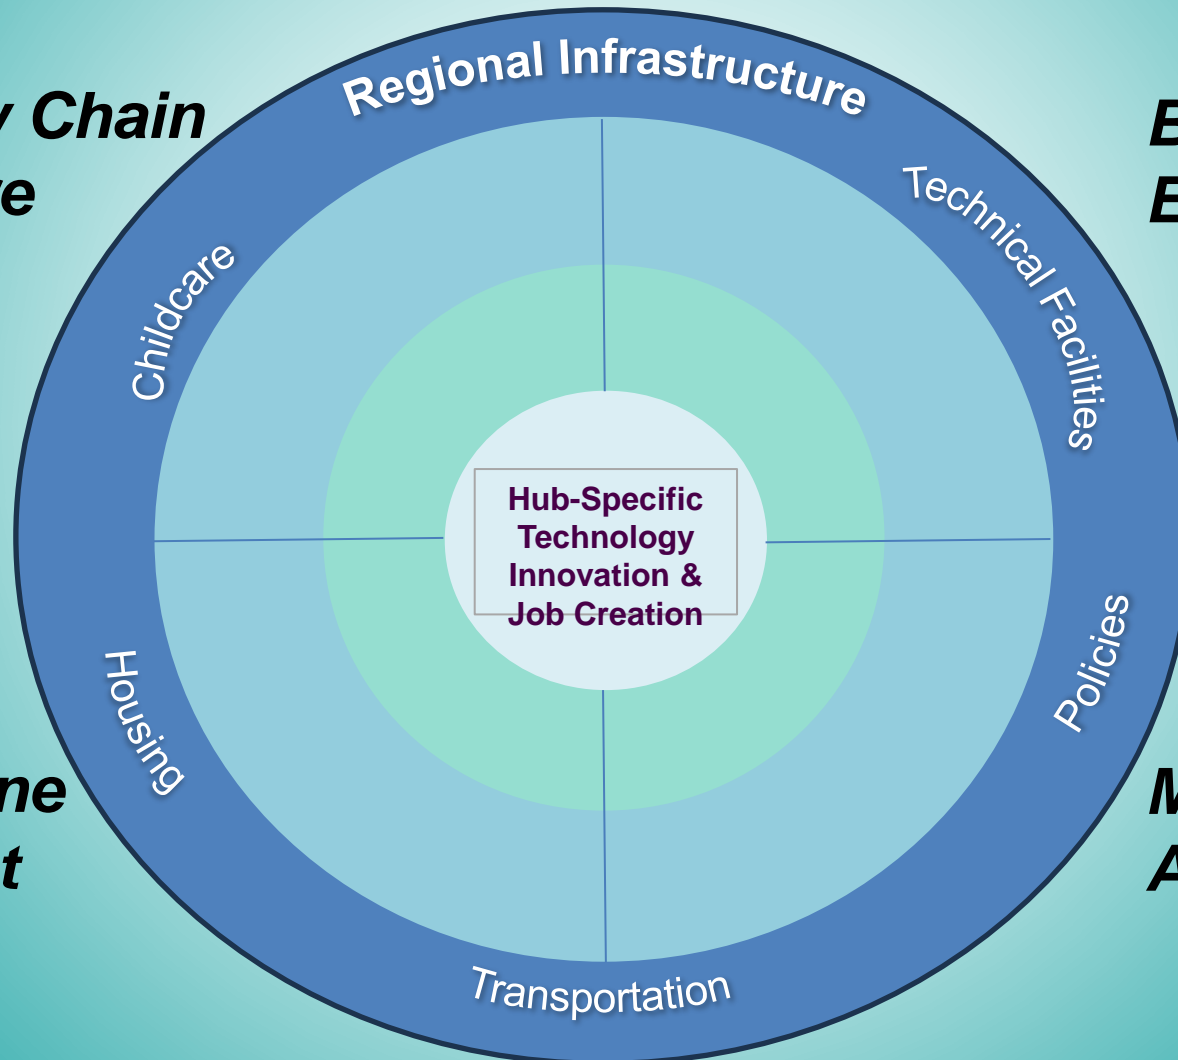 Regional Infrastructure
Chain
Technical Facilities
Childcare
Hub-Specific
Technology
Innovation &
Job Creation
Policies
Housing
Transportation